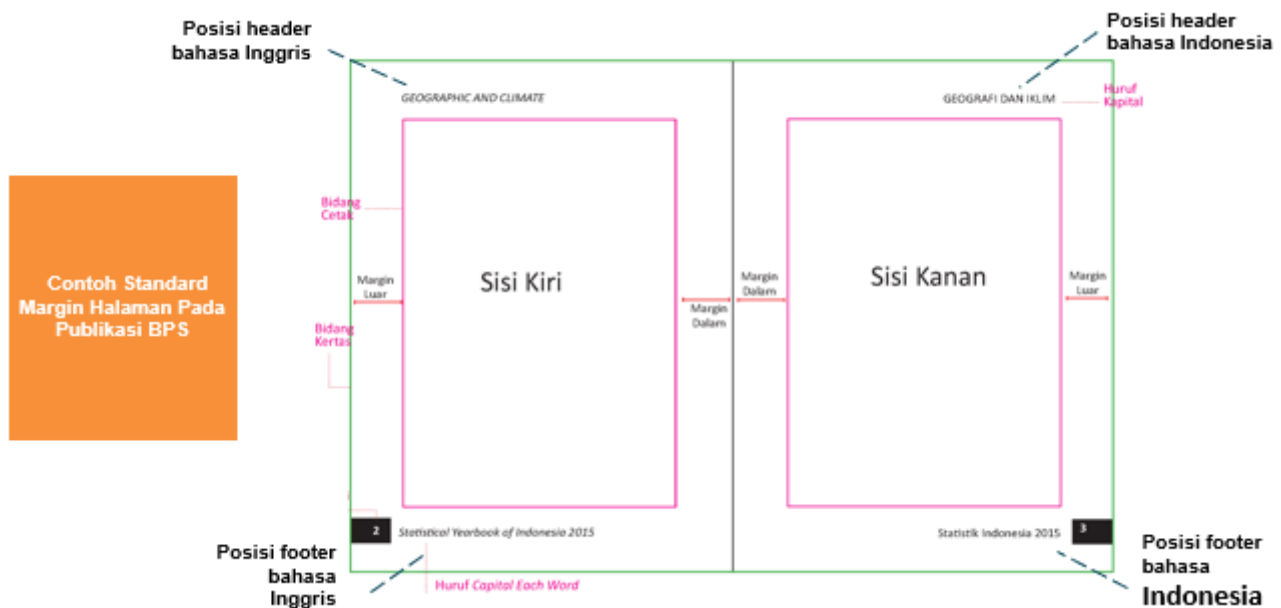 Posisi header
bahasa Inggris
Posisi header
bahasa Indonesia
GEOGRAPHIC AND CLIMATE
GEOGRAFI DAN IKLIM
Huruf
Kapital
Bidang
Cetak
Contoh Standard
Margin Halaman Pada
Publikasi BPS
Margin
Luar
Sisi Kiri
Margin
Dalam
Margin
Dalam
Sisi Kanan
Margin
Luar
Bidang
Kertas
2
Statistical Yearbook of Indonesia 2015
Statistik Indonesia 2015
3
Posisi footer
bahasa
Inggris
Huruf Capital Each Word
Posisi footer
bahasa
Indonesia